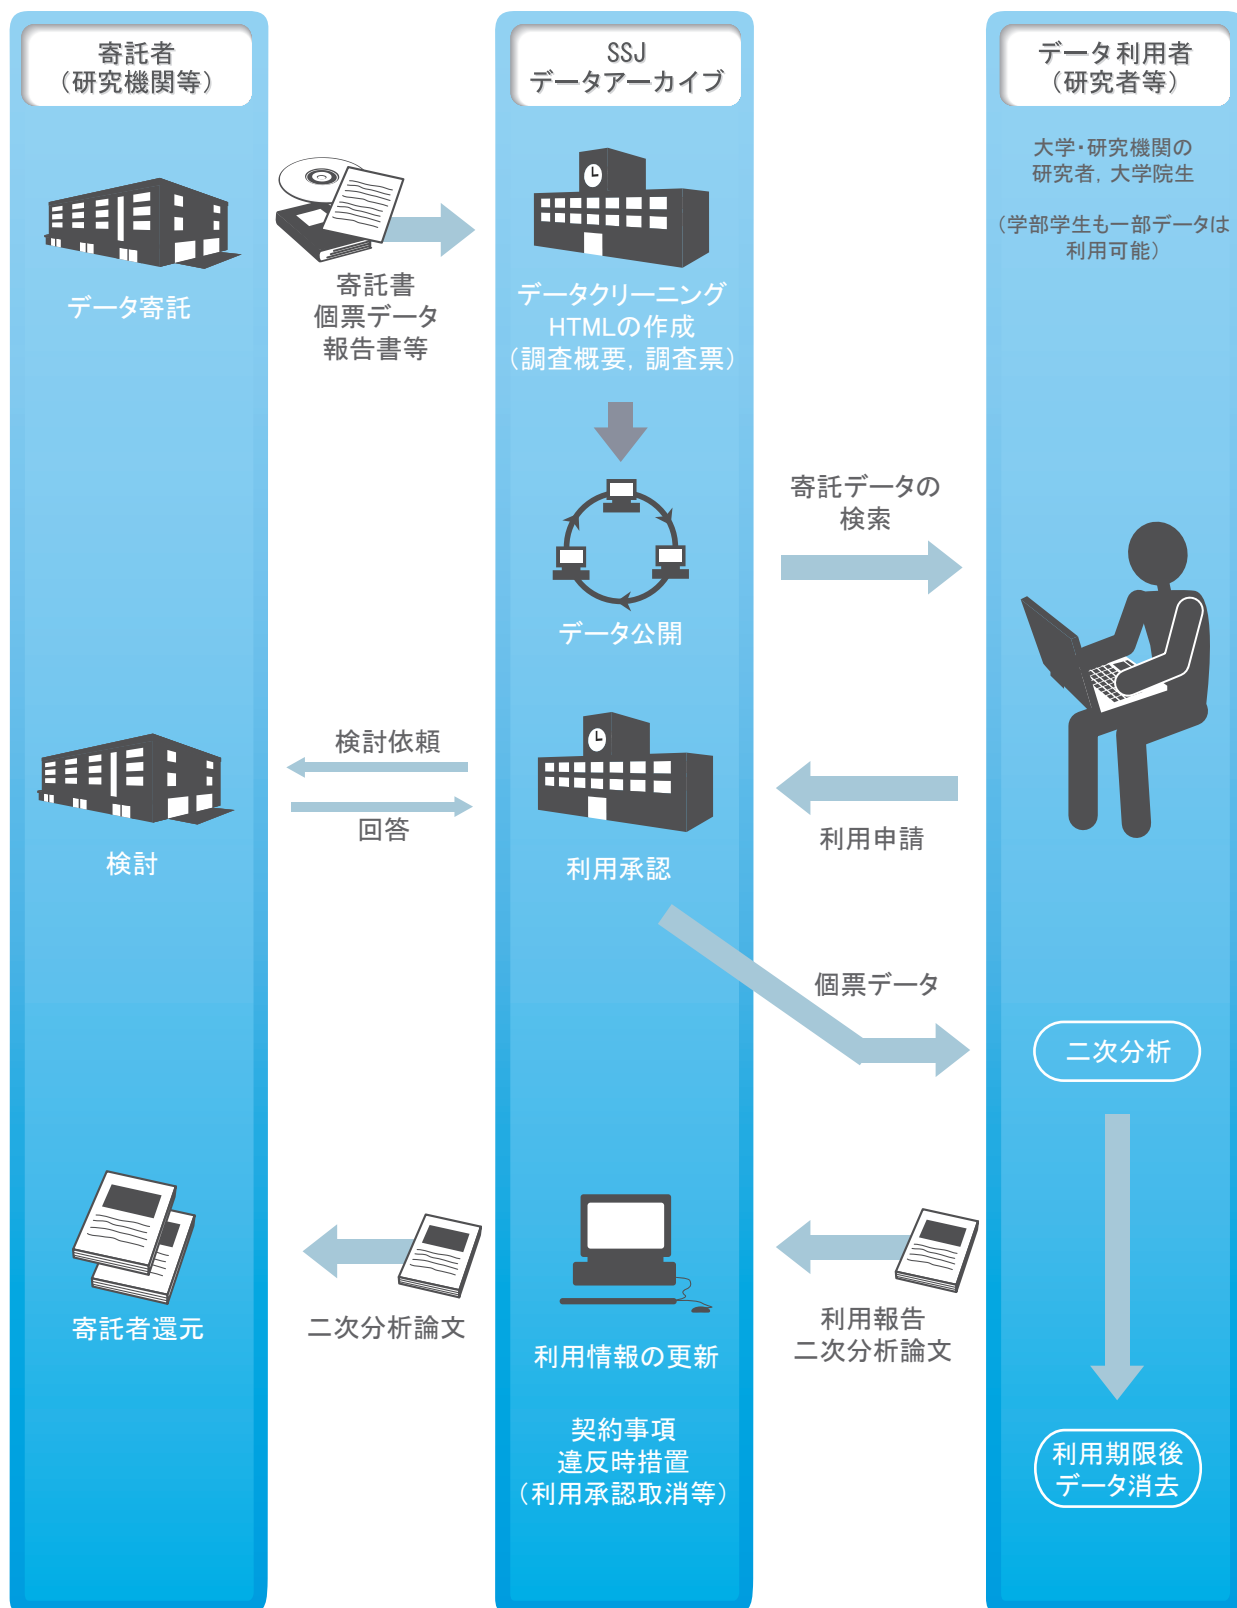 寄託者
（研究機関等）
SSJ
データアーカイブ
データ利用者
（研究者等）
大学・研究機関の
研究者，大学院生
（学部学生も一部データは
利用可能）
データ寄託
寄託書
個票データ
報告書等
データクリーニング
HTMLの作成
（調査概要，調査票）
寄託データの
検索
データ公開
検討依頼
回答
検討
利用承認
利用申請
個票データ
二次分析
寄託者還元
二次分析論文
利用情報の更新
利用報告
二次分析論文
契約事項
違反時措置
（利用承認取消等）
利用期限後
データ消去